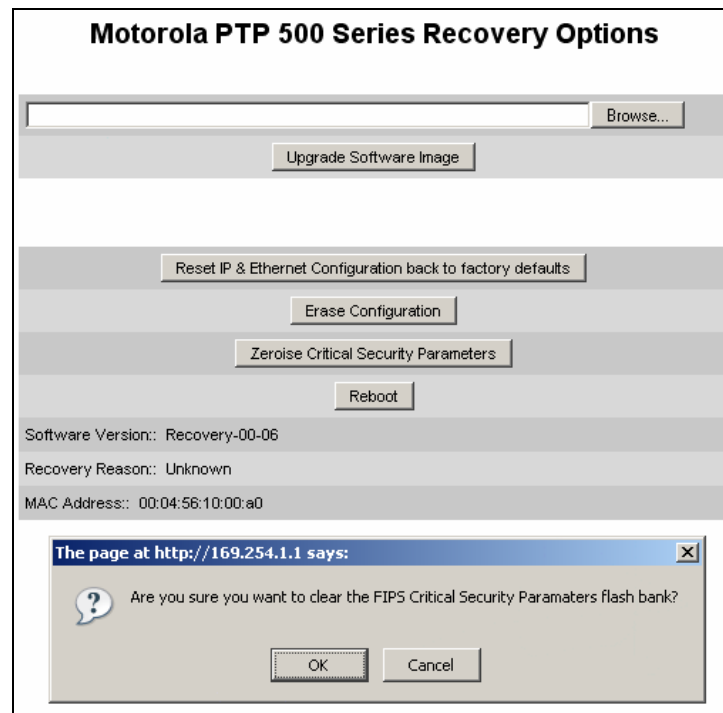 Motorola PTP 500 Series Recovery Options
Browse...
Upgrade Software Image
Reset IP & Ethernet Configuration back to factory defaults
Erase Configuration
Zeroise Critical Security Parameters
Reboot
Software Version:: Recovery-00-06
Recovery Reason:: Unknown
MAC Address:: 00:04:56:10:00:a0
The page at http://169.254.1.1 says:
Are you sure you want to clear the FIPS Critical Security Paramaters flash bank?
OK Cancel